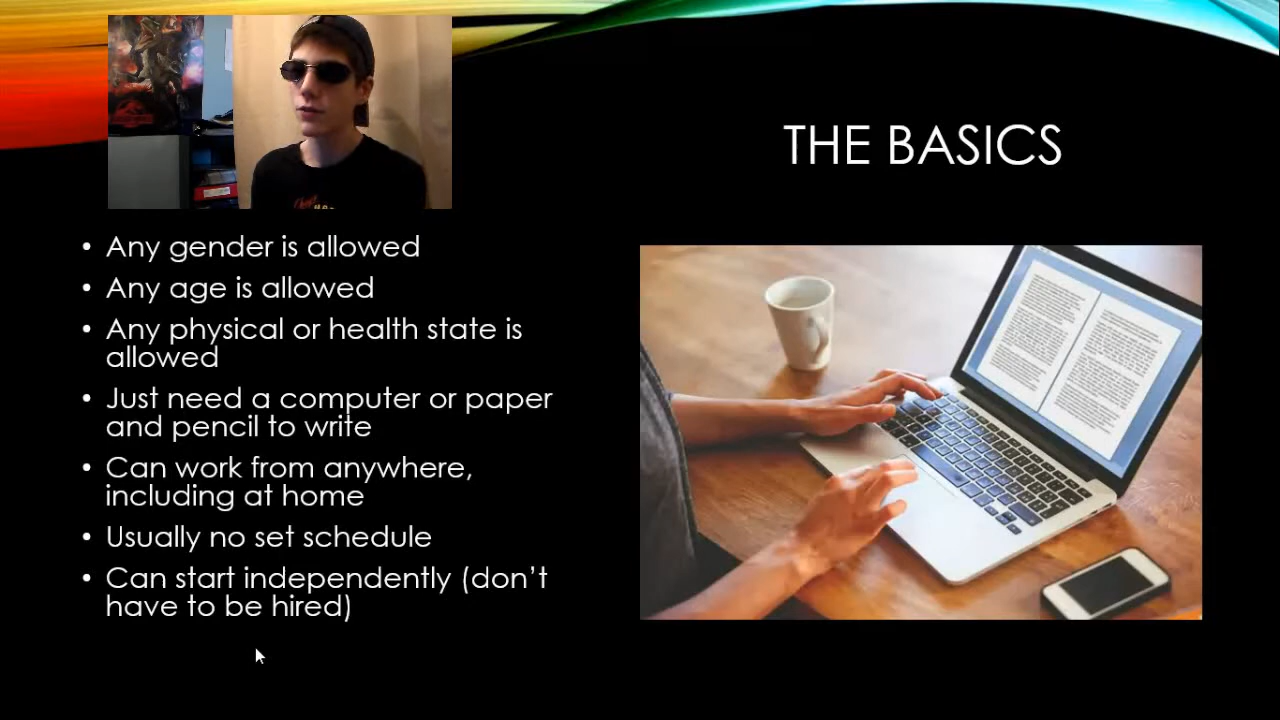 THE BASICS
• Any gender is allowed
• Any age is allowed
• Any physical or health state is
allowed
• Just need a computer or paper
and pencil to write
• Can work from anywhere,
including at home
• Usually no set schedule
• Can start independently (don’t
have to be hired)